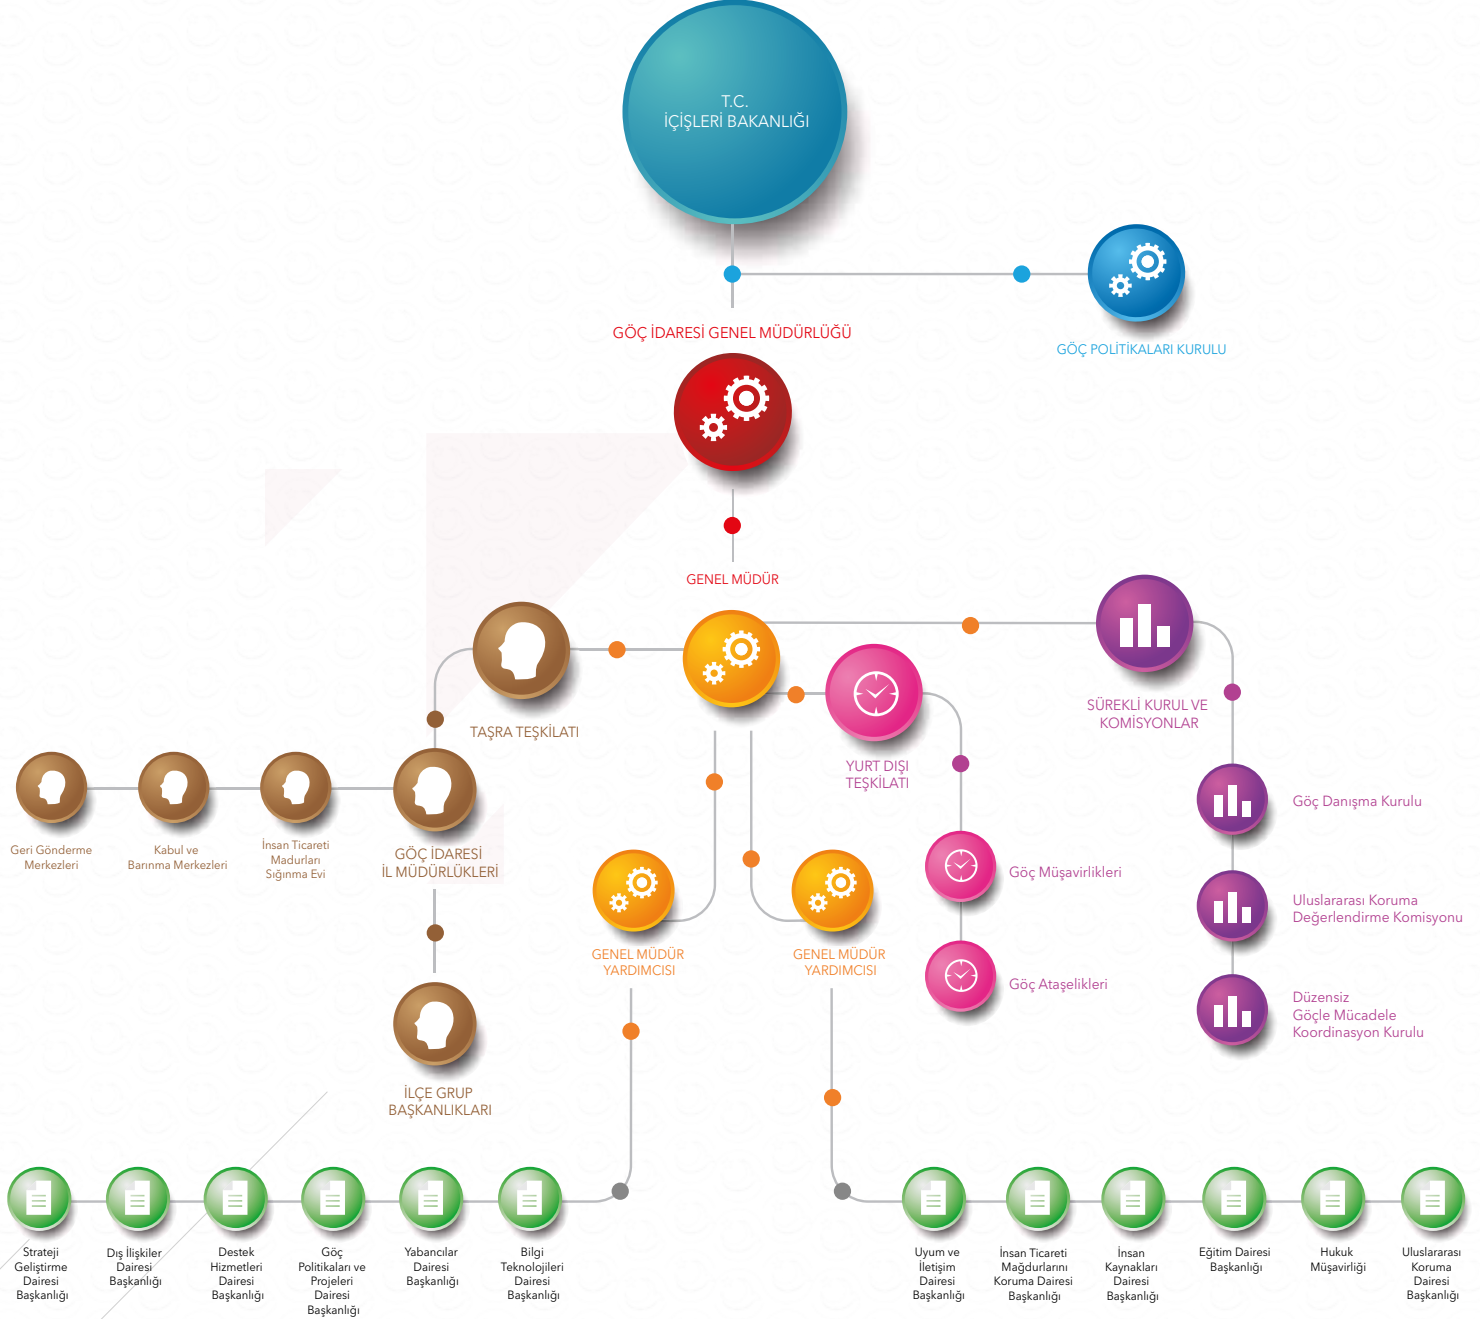 T.C.
İÇİŞLERİ BAKANLIĞI
GÖÇ İDARESİ GENEL MÜDÜRLÜĞÜ
GÖÇ POLİTİKALARI KURULU
GENEL MÜDÜR
TAŞRA TEŞKİLATI
SÜREKLİ KURUL VE
KOMİSYONLAR
YURT DIŞI
TEŞKİLATI
Geri Gönderme
Merkezleri
Kabul ve
Barınma Merkezleri
İnsan Ticareti
Madurları
Sığınma Evi
GÖÇ İDARESİ
İL MÜDÜRLÜKLERİ
Göç Danışma Kurulu
Göç Müşavirlikleri
Uluslararası Koruma
Değerlendirme Komisyonu
GENEL MÜDÜR
YARDIMCISI
GENEL MÜDÜR
YARDIMCISI
Göç Ataşelikleri
Düzensiz
Göçle Mücadele
Koordinasyon Kurulu
İLÇE GRUP
BAŞKANLIKLARI
Strateji
Geliştirme
Dairesi
Başkanlığı
Dış İlişkiler
Dairesi
Başkanlığı
Destek
Hizmetleri
Dairesi
Başkanlığı
Göç
Politikaları ve
Projeleri
Dairesi
Başkanlığı
Yabancılar
Dairesi
Başkanlığı
Bilgi
Teknolojileri
Dairesi
Başkanlığı
Uyum ve
İletişim
Dairesi
Başkanlığı
İnsan Ticareti
Mağdurlarını
Koruma Dairesi
Başkanlığı
İnsan
Kaynakları
Dairesi
Başkanlığı
Eğitim Dairesi
Başkanlığı
Hukuk
Müşavirliği
Uluslararası
Koruma
Dairesi
Başkanlığı